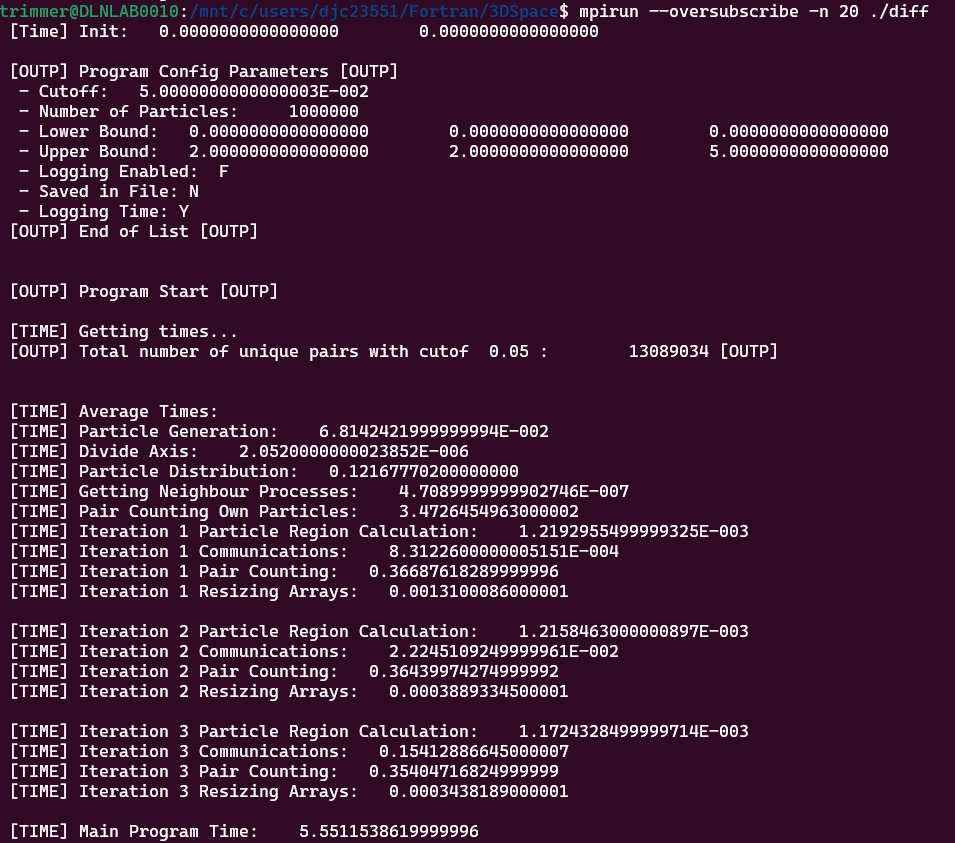 trimmer@DLNLAB0010:/mnt/c/users/djc23551/Fortran/3DSpace$ mpirun --oversubscribe -n 20 ./diff
[Time] Init:   0.0000000000000000        0.0000000000000000
[OUTP] Program Config Parameters [OUTP]
 - Cutoff:   5.0000000000000003E-002
 - Number of Particles:     1000000
 - Lower Bound:   0.0000000000000000        0.0000000000000000        0.0000000000000000
 - Upper Bound:   2.0000000000000000        2.0000000000000000        5.0000000000000000
 - Logging Enabled:  F
 - Saved in File: N
 - Logging Time: Y
[OUTP] End of List [OUTP]
[OUTP] Program Start [OUTP]
[TIME] Getting times...
[OUTP] Total number of unique pairs with cutof  0.05 :        13089034 [OUTP]
[TIME] Average Times:
[TIME] Particle Generation:    6.8142421999999994E-002
[TIME] Divide Axis:    2.0520000000023852E-006
[TIME] Particle Distribution:   0.12167770200000000
[TIME] Getting Neighbour Processes:    4.7089999999902746E-007
[TIME] Pair Counting Own Particles:   3.4726454963000002
[TIME] Iteration 1 Particle Region Calculation:    1.2192955499999325E-003
[TIME] Iteration 1 Communications:    8.3122600000005151E-004
[TIME] Iteration 1 Pair Counting:   0.36687618289999996
[TIME] Iteration 1 Resizing Arrays:   0.0013100086000001
[TIME] Iteration 2 Particle Region Calculation:    1.2158463000000897E-003
[TIME] Iteration 2 Communications:    2.2245109249999961E-002
[TIME] Iteration 2 Pair Counting:   0.36439974274999992
[TIME] Iteration 2 Resizing Arrays:   0.0003889334500001
[TIME] Iteration 3 Particle Region Calculation:    1.1724328499999714E-003
[TIME] Iteration 3 Communications:   0.15412886645000007
[TIME] Iteration 3 Pair Counting:   0.35404716824999999
[TIME] Iteration 3 Resizing Arrays:   0.0003438189000001
[TIME] Main Program Time:    5.5511538619999996